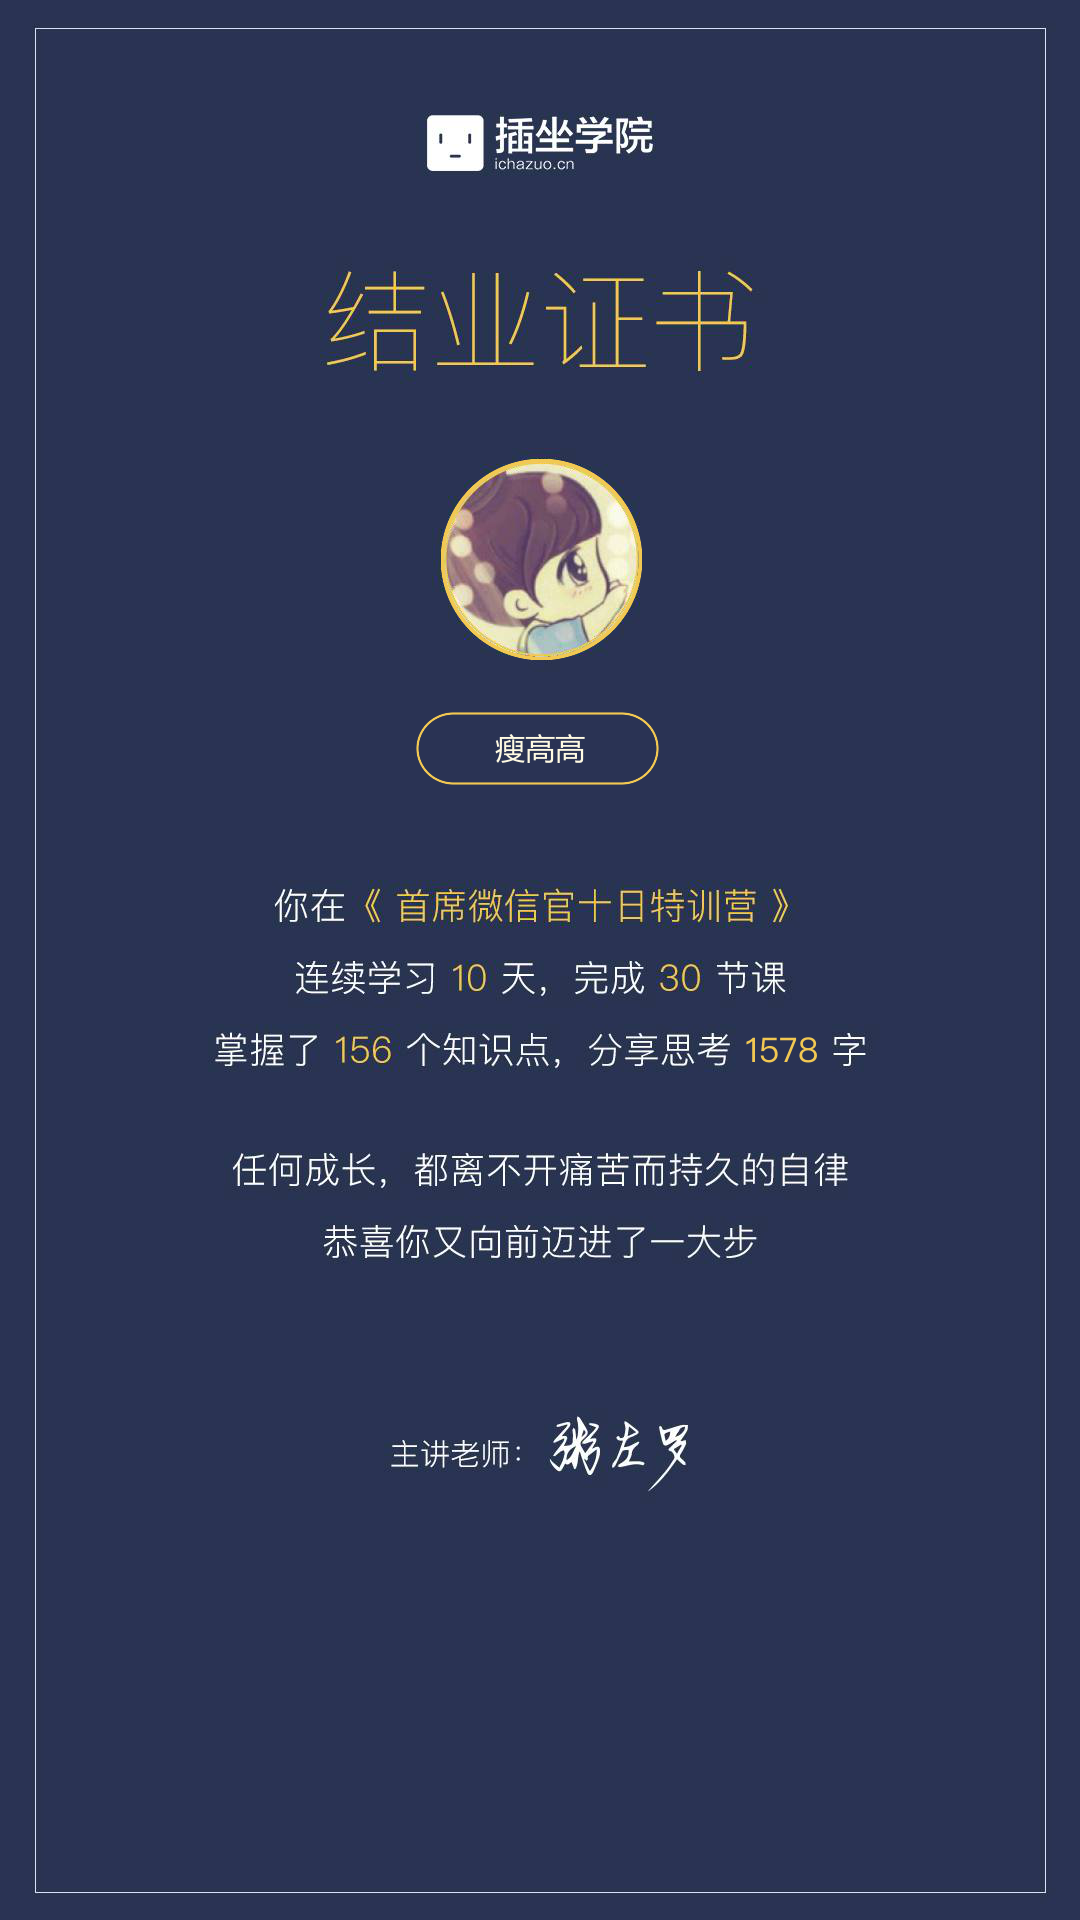 插坐学院
ichazuo.cn
结业证书
瘦高高
你在《 首席微信官十日特训营 》
连续学习 10 天，完成 30 节课
掌握了 156 个知识点，分享思考 1578 字
任何成长，都离不开痛苦而持久的自律
恭喜你又向前迈进了一大步
主讲老师：粥左罗